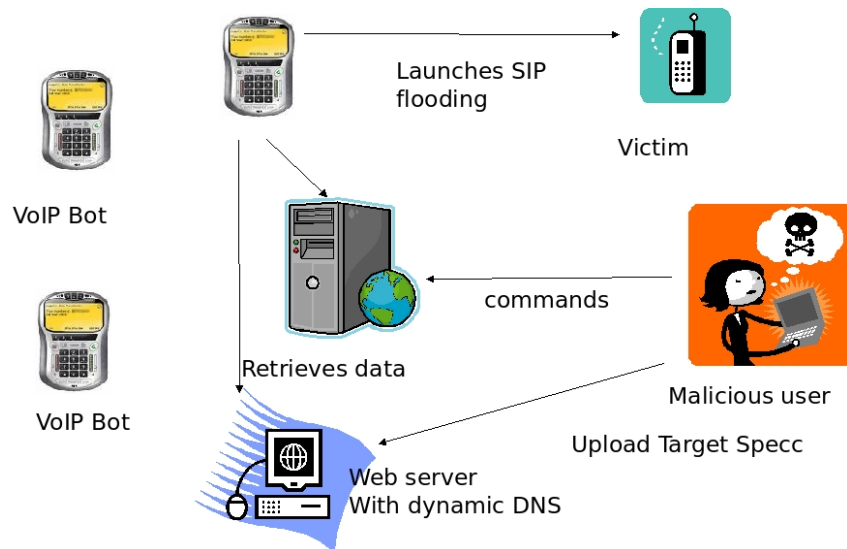 Launches SIP
flooding
Victim
VoIP Bot
commands
Retrieves data
Malicious user
VoIP Bot
Upload Target Specc
Web server
With dynamic DNS